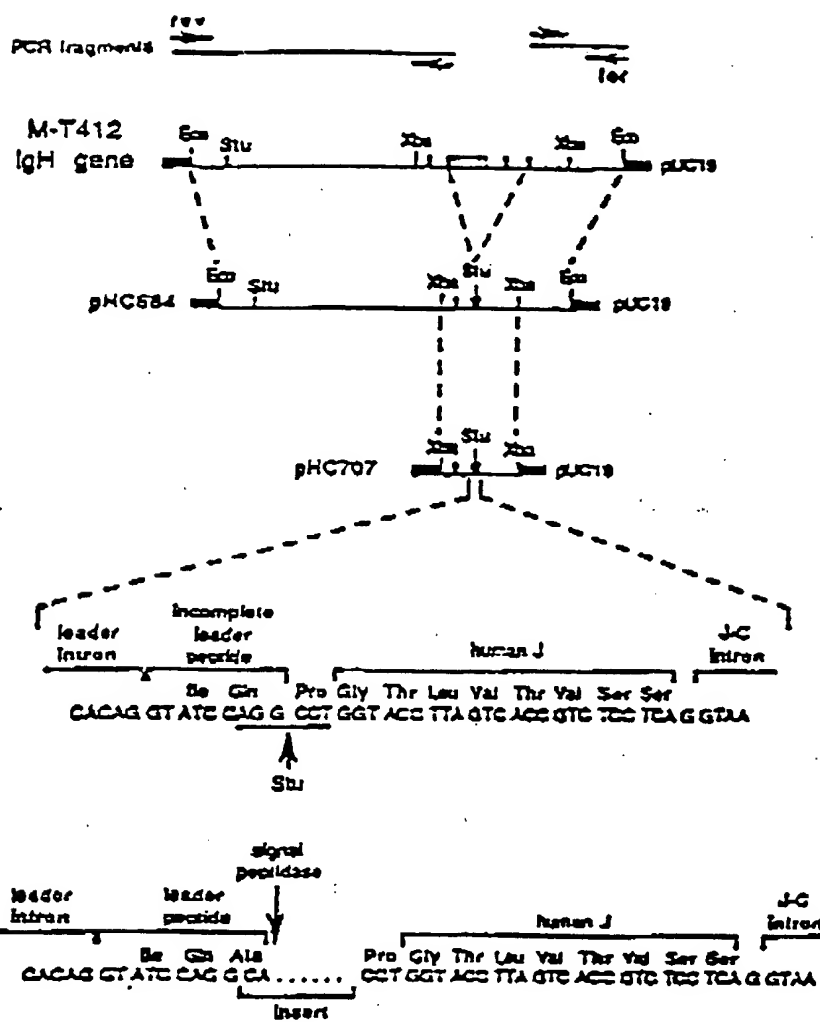 rev
PCR fragments
for
M-T412
IgH gene
Eco Stu Xba Xba Eco
pUC19
Eco Stu Xba Stu Xba Eco
pHC684 pUC19
Xba Stu Xba
pHC707 pUC19
leader intron
Incomplete leader peptide
human J
J-C Intron
Ile Gln Pro Gly Thr Leu Val Thr Val Ser Ser
CACAG GT ATC CAG G CCT GGT ACC TTA GTC ACC GTC TCC TCA G GTAA
Stu
signal peptidase
leader intron
leader peptide
human J
J-C Intron
Ile Gln Ala Pro Gly Thr Leu Val Thr Val Ser Ser
CACAG GT ATC CAG G CA ...... CCT GGT ACC TTA GTC ACC GTC TCC TCA G GTAA
Insert